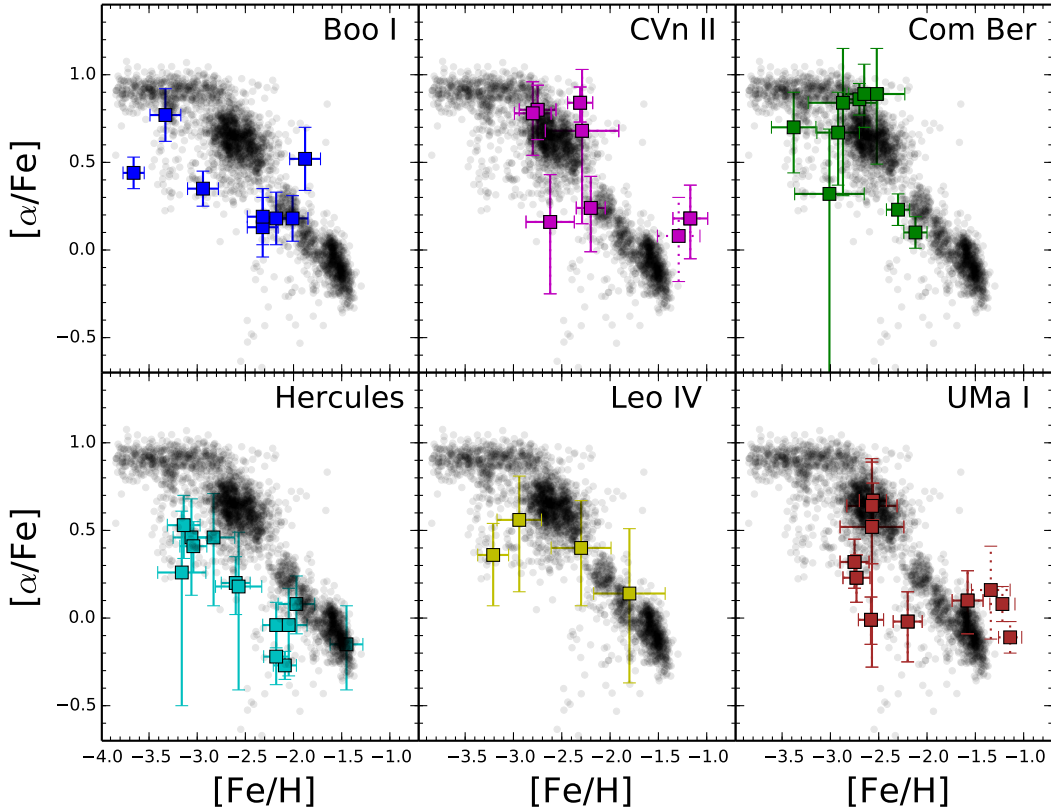 Boo I
CVn II
Com Ber
1.0
0.5
0.0
−0.5
[α/Fe]
Hercules
Leo IV
UMa I
1.0
0.5
0.0
−0.5
[α/Fe]
−4.0 −3.5 −3.0 −2.5 −2.0 −1.5 −1.0
−3.5 −3.0 −2.5 −2.0 −1.5 −1.0
−3.5 −3.0 −2.5 −2.0 −1.5 −1.0
[Fe/H]
[Fe/H]
[Fe/H]